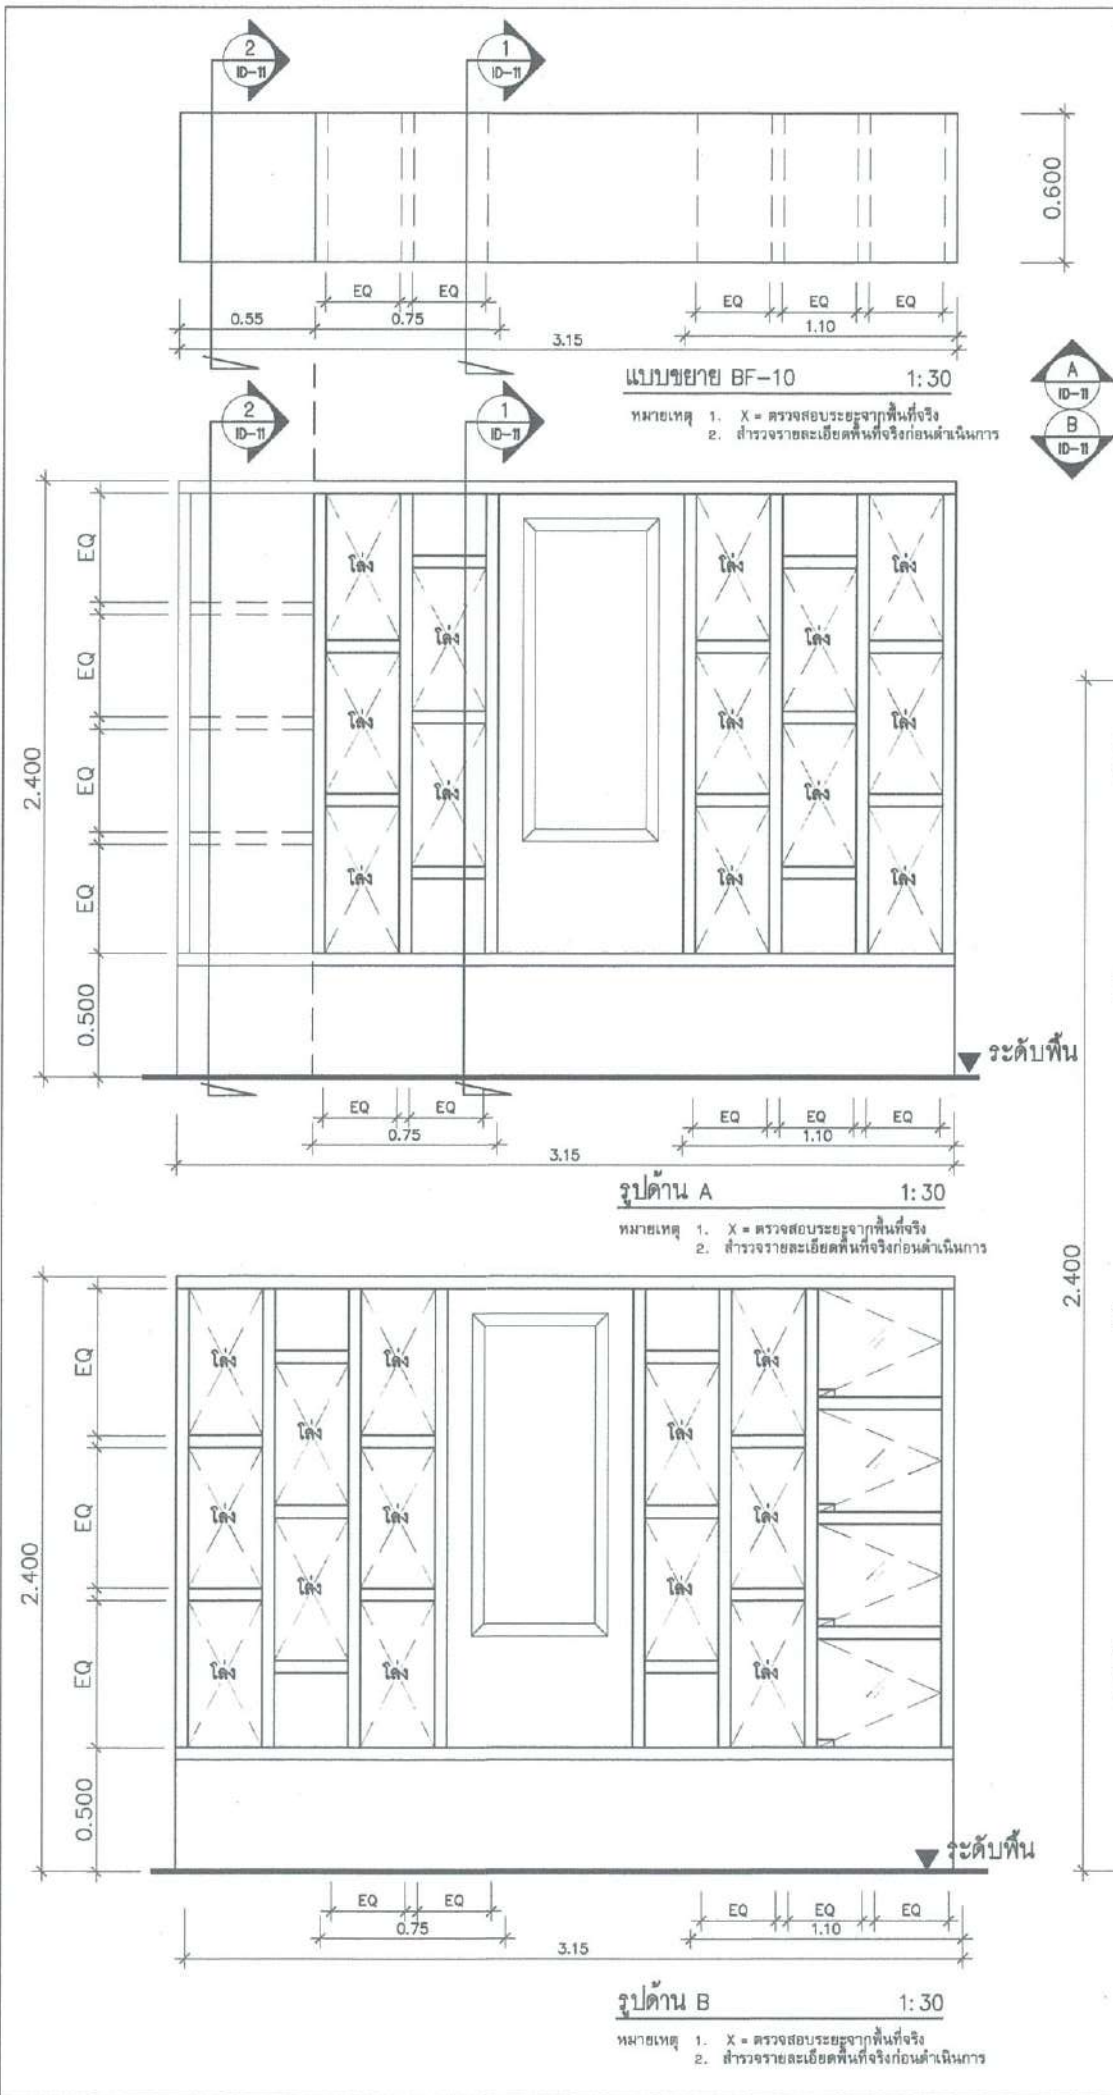 2
ID-11
1
ID-11
0.600
EQ EQ EQ EQ EQ
0.55 0.75 1.10
3.15
แบบขยาย BF-10 1:30
หมายเหตุ 1. X = ตรวจสอบระยะจากพื้นที่จริง
2. สำรวจรายละเอียดพื้นที่จริงก่อนดำเนินการ
A
ID-11
B
ID-11
2
ID-11
1
ID-11
2.400
EQ
EQ
EQ
EQ
0.500
โล่ง โล่ง โล่ง
โล่ง โล่ง
โล่ง โล่ง โล่ง
โล่ง โล่ง
โล่ง โล่ง โล่ง
ระดับพื้น
EQ EQ EQ EQ EQ
0.75 1.10
3.15
รูปด้าน A 1:30
หมายเหตุ 1. X = ตรวจสอบระยะจากพื้นที่จริง
2. สำรวจรายละเอียดพื้นที่จริงก่อนดำเนินการ
2.400
2.400
EQ
EQ
EQ
0.500
โล่ง โล่ง โล่ง
โล่ง โล่ง
โล่ง โล่ง โล่ง
โล่ง โล่ง
โล่ง โล่ง โล่ง
ระดับพื้น
EQ EQ EQ EQ EQ
0.75 1.10
3.15
รูปด้าน B 1:30
หมายเหตุ 1. X = ตรวจสอบระยะจากพื้นที่จริง
2. สำรวจรายละเอียดพื้นที่จริงก่อนดำเนินการ